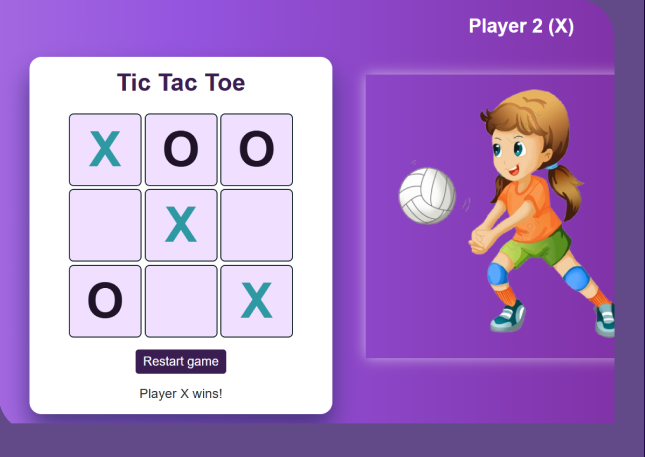 Player 2 (X)
Tic Tac Toe
X O O
X
O X
Restart game
Player X wins!